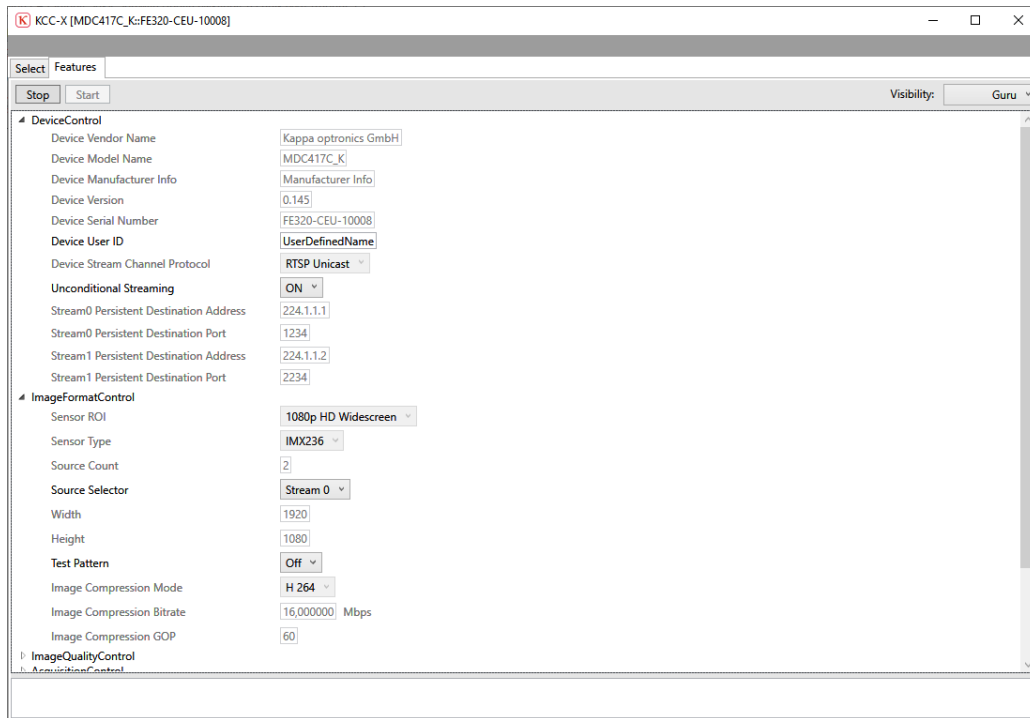 K KCC-X [MDC417C_K::FE320-CEU-10008]
Select Features
Stop Start Visibility: Guru
DeviceControl
Device Vendor Name Kappa optronics GmbH
Device Model Name MDC417C_K
Device Manufacturer Info Manufacturer Info
Device Version 0.145
Device Serial Number FE320-CEU-10008
Device User ID UserDefinedName
Device Stream Channel Protocol RTSP Unicast
Unconditional Streaming ON
Stream0 Persistent Destination Address 224.1.1.1
Stream0 Persistent Destination Port 1234
Stream1 Persistent Destination Address 224.1.1.2
Stream1 Persistent Destination Port 2234
ImageFormatControl
Sensor ROI 1080p HD Widescreen
Sensor Type IMX236
Source Count 2
Source Selector Stream 0
Width 1920
Height 1080
Test Pattern Off
Image Compression Mode H 264
Image Compression Bitrate 16,000000 Mbps
Image Compression GOP 60
ImageQualityControl
AcquisitionControl